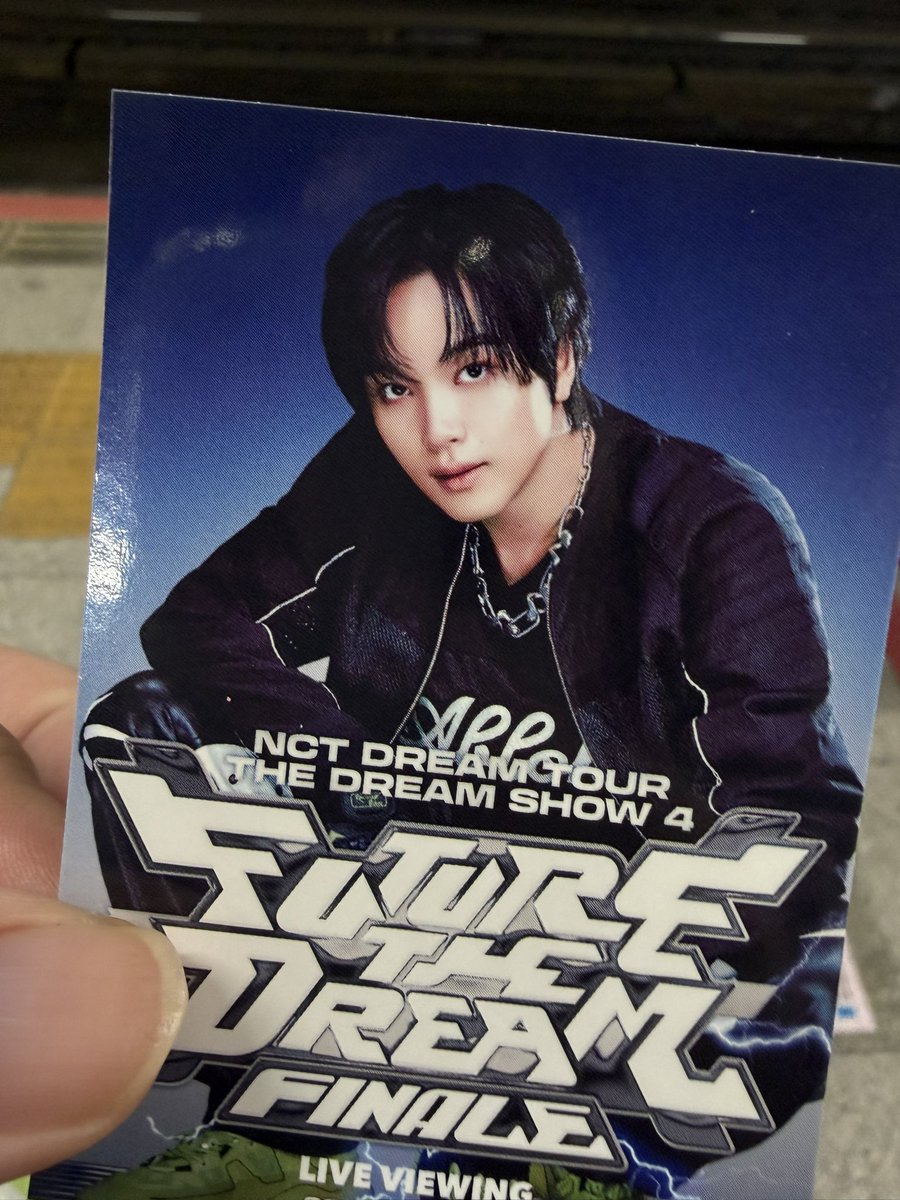 NCT DREAM TOUR
THE DREAM SHOW 4
FUTURE
THE
DREAM
FINALE
LIVE VIEWING